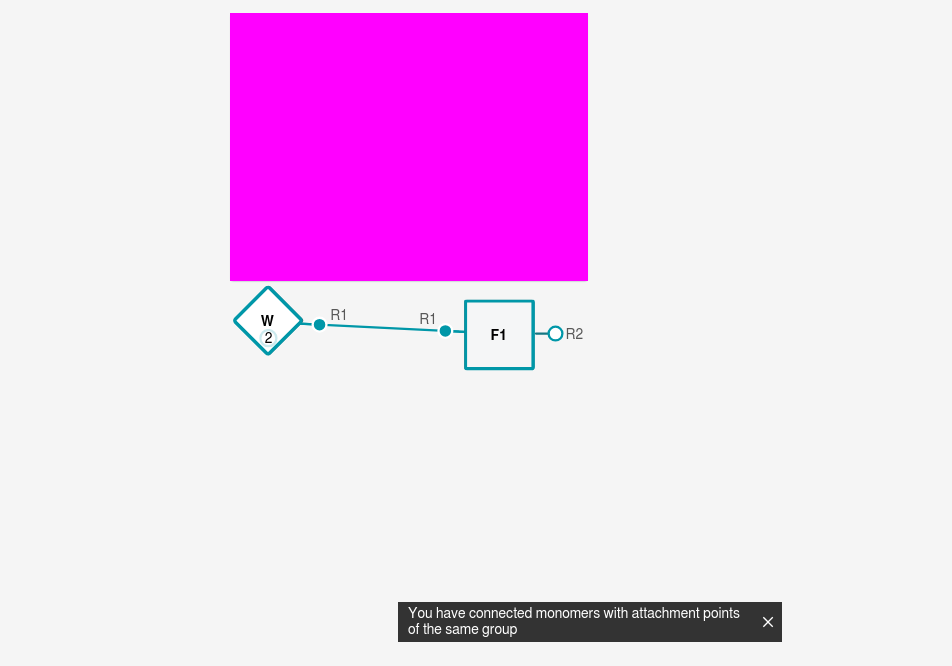 W
2
R1
R1
F1
R2
You have connected monomers with attachment points
of the same group